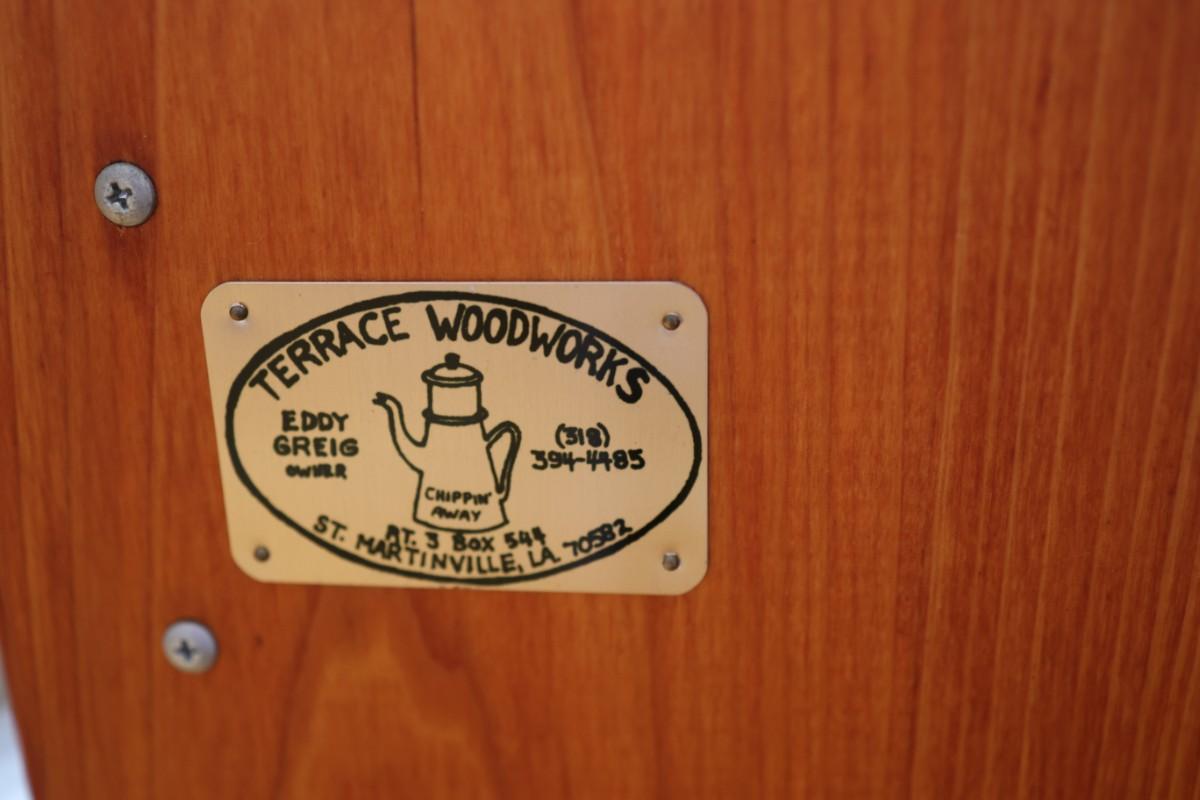 TERRACE WOODWORKS
EDDY
GREIG
OWNER
(318)
394-4485
CHIPPIN'
AWAY
RT. 3 BOX 544
ST. MARTINVILLE, LA. 70582